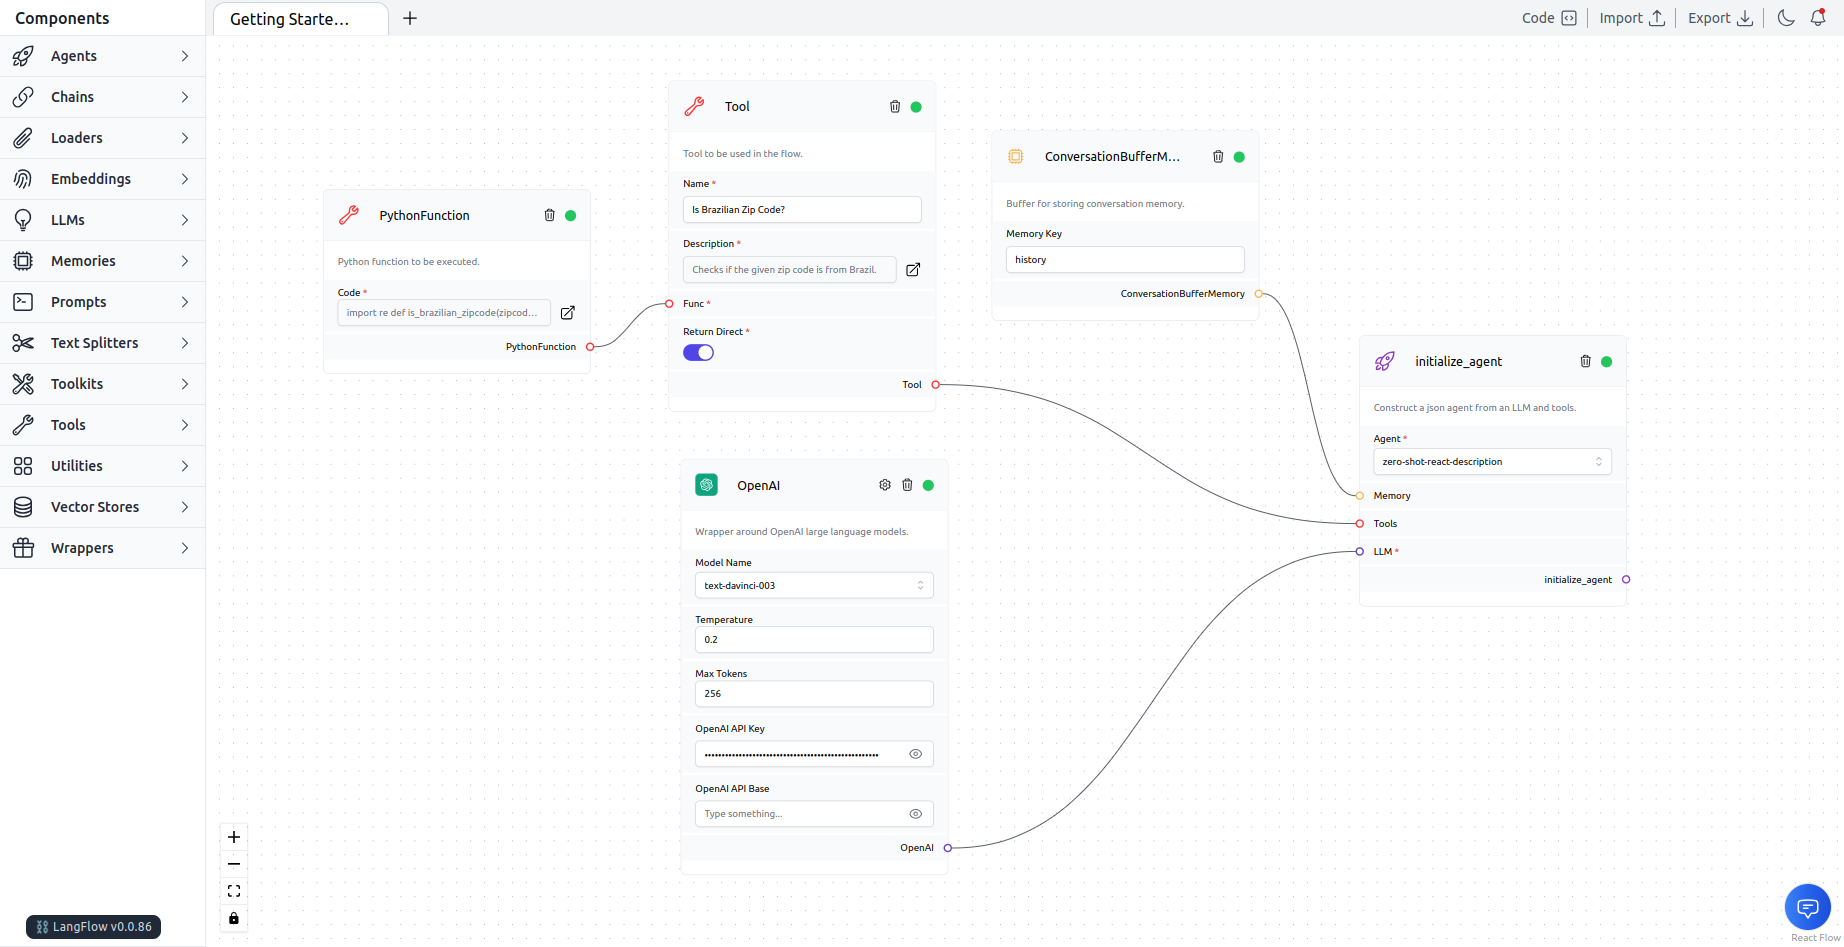 Components
Getting Starte...
Code
Import
Export
Agents
Chains
Loaders
Embeddings
LLMs
Memories
Prompts
Text Splitters
Toolkits
Tools
Utilities
Vector Stores
Wrappers
LangFlow v0.0.86
PythonFunction
Python function to be executed.
Code *
import re def is_brazilian_zipcode(zipcod...
PythonFunction
Tool
Tool to be used in the flow.
Name *
Is Brazilian Zip Code?
Description *
Checks if the given zip code is from Brazil.
Func *
Return Direct *
Tool
OpenAI
Wrapper around OpenAI large language models.
Model Name
text-davinci-003
Temperature
0.2
Max Tokens
256
OpenAI API Key
OpenAI API Base
Type something...
OpenAI
ConversationBufferM...
Buffer for storing conversation memory.
Memory Key
history
ConversationBufferMemory
initialize_agent
Construct a json agent from an LLM and tools.
Agent *
zero-shot-react-description
Memory
Tools
LLM *
initialize_agent
React Flow